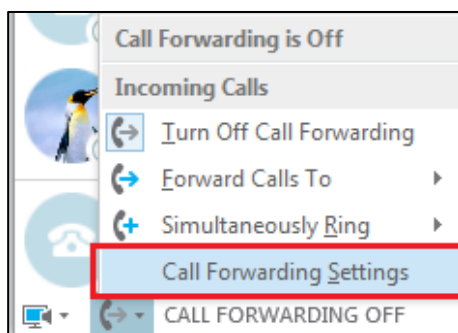 Call Forwarding is Off
Incoming Calls
Turn Off Call Forwarding
Forward Calls To
Simultaneously Ring
Call Forwarding Settings
CALL FORWARDING OFF